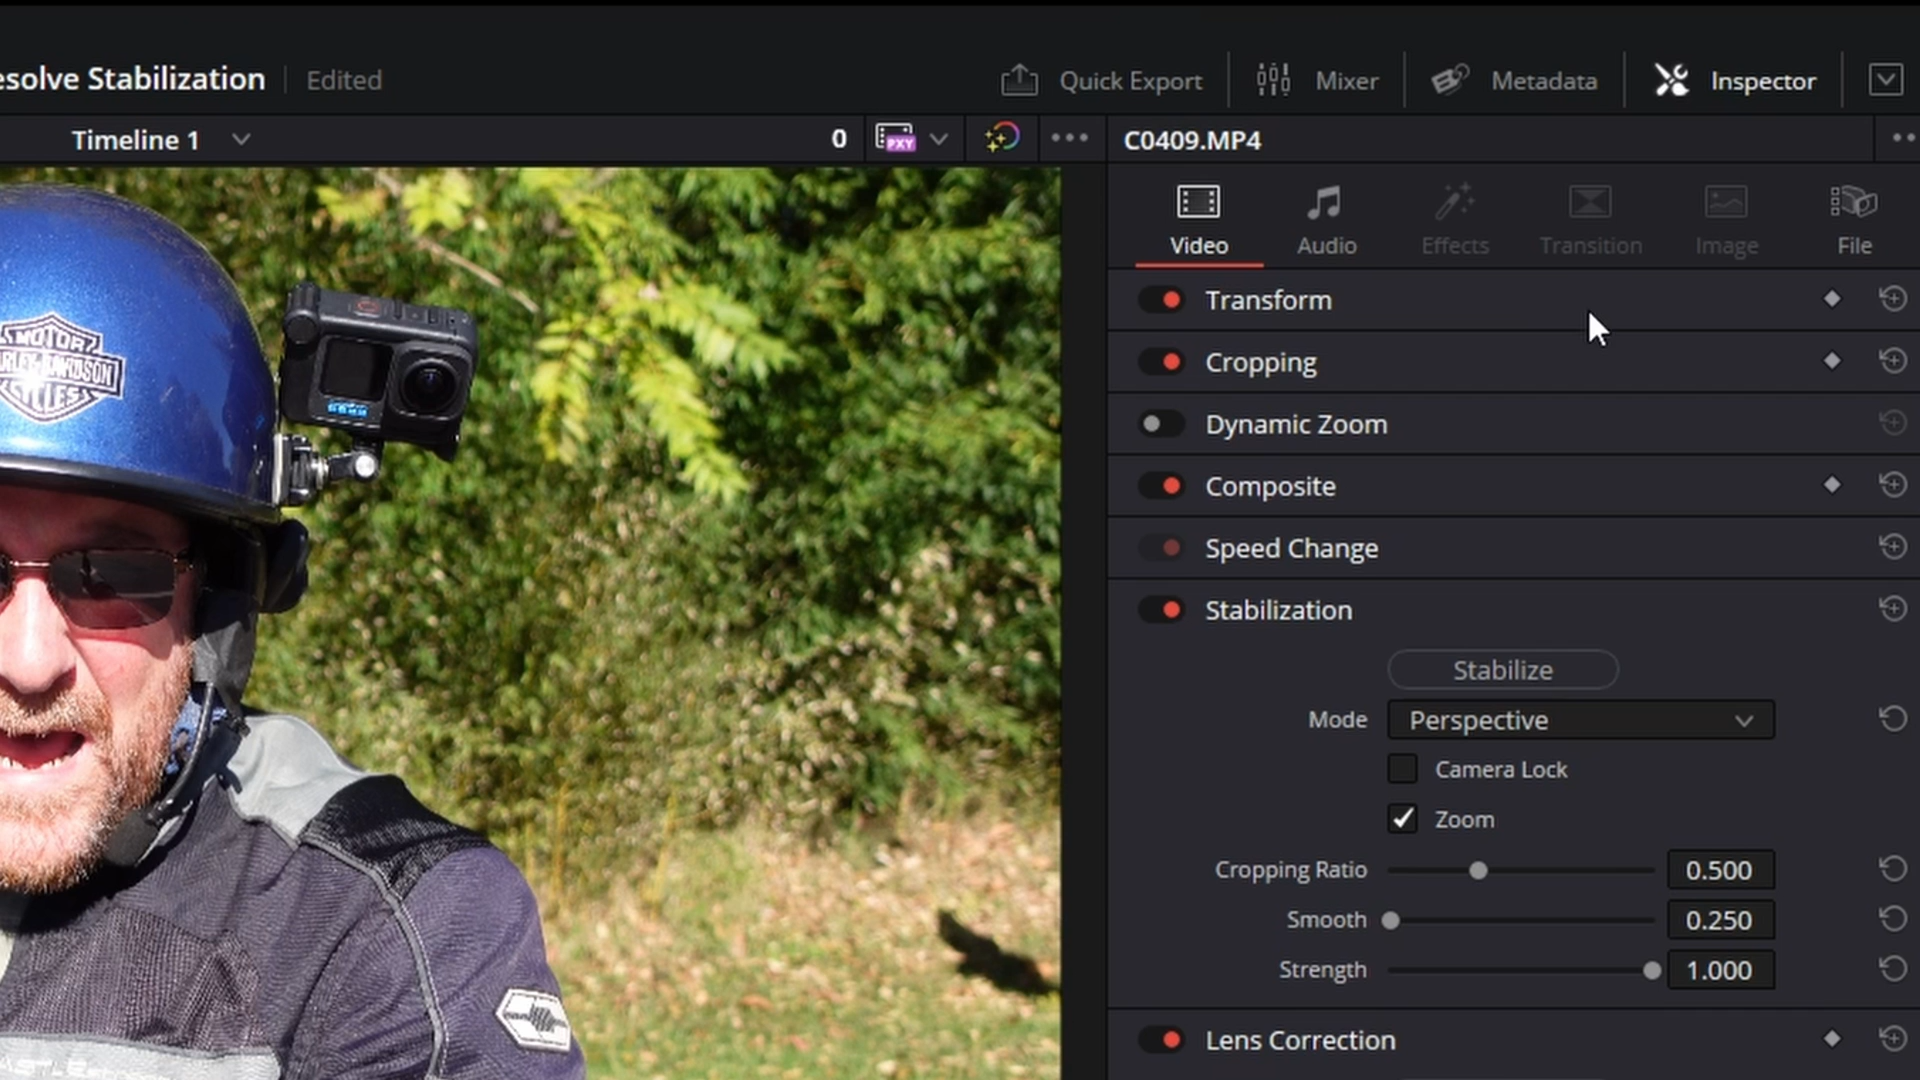 esolve Stabilization Edited Quick Export Mixer Metadata Inspector
Timeline 1 0 PXY C0409.MP4
Video Audio Effects Transition Image File
Transform
Cropping
Dynamic Zoom
Composite
Speed Change
Stabilization
Stabilize
Mode Perspective
Camera Lock
Zoom
Cropping Ratio 0.500
Smooth 0.250
Strength 1.000
Lens Correction
MOTOR
DAVIDSON
CYCLES